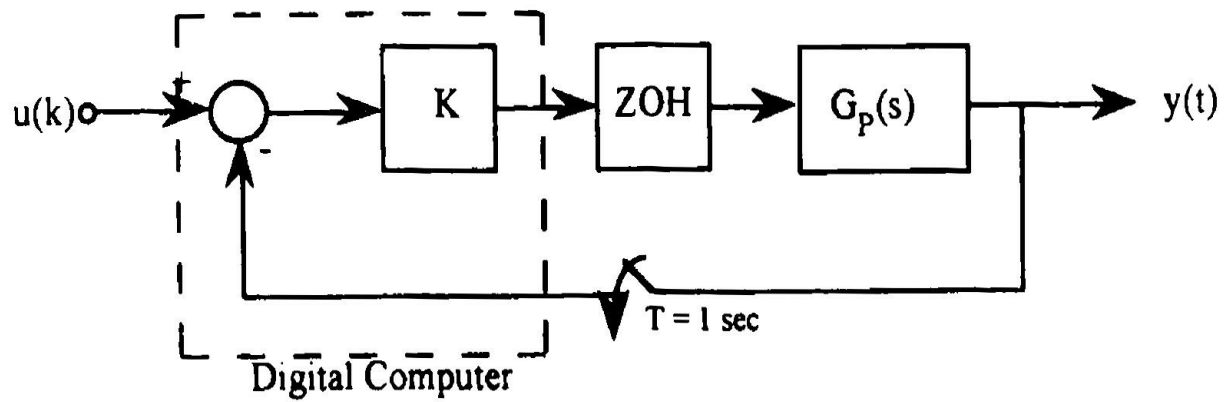 +
u(k)
K
ZOH
G_P(s)
y(t)
-
T = 1 sec
Digital Computer